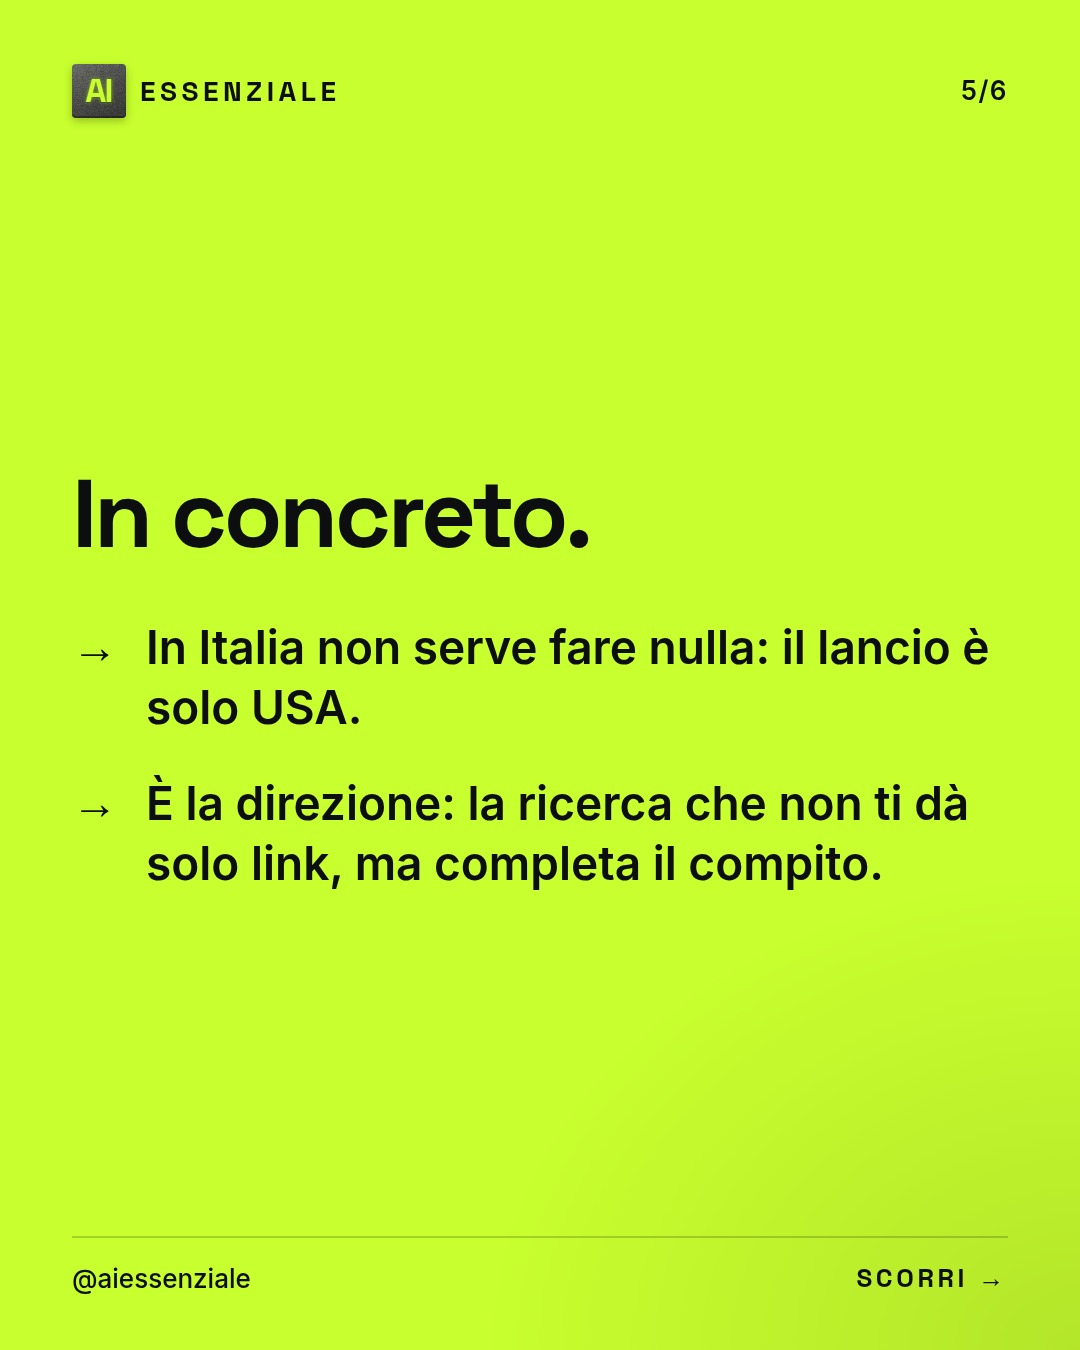 AI ESSENZIALE
5/6
In concreto.
→ In Italia non serve fare nulla: il lancio è
solo USA.
→ È la direzione: la ricerca che non ti dà
solo link, ma completa il compito.
@aiessenziale
SCORRI →